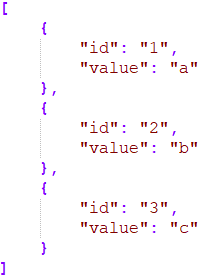 [
    {
        "id": "1",
        "value": "a"
    },
    {
        "id": "2",
        "value": "b"
    },
    {
        "id": "3",
        "value": "c"
    }
]